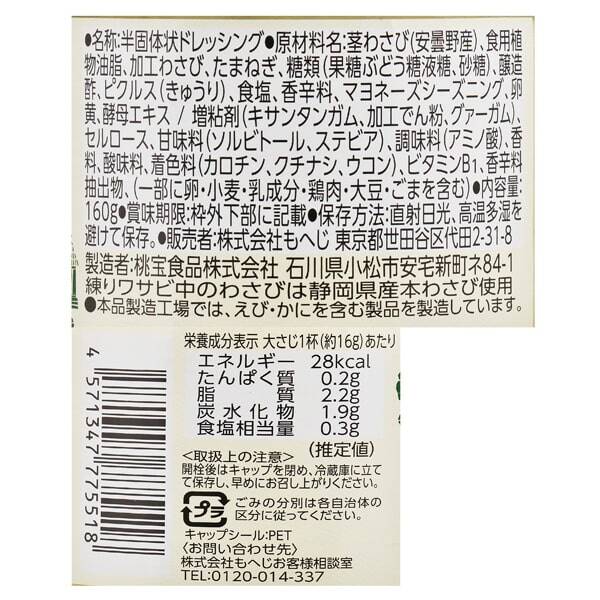 ●名称:半固体状ドレッシング●原材料名:茎わさび(安曇野産)、食用植
物油脂、加工わさび、たまねぎ、糖類(果糖ぶどう糖液糖、砂糖)、醸造
酢、ピクルス(きゅうり)、食塩、香辛料、マヨネーズシーズニング、卵
黄、酵母エキス / 増粘剤(キサンタンガム、加工でん粉、グァーガム)、
セルロース、甘味料(ソルビトール、ステビア)、調味料(アミノ酸)、香
料、酸味料、着色料(カロチン、クチナシ、ウコン)、ビタミンB1、香辛料
抽出物、(一部に卵・小麦・乳成分・鶏肉・大豆・ごまを含む)●内容量:
160g●賞味期限:枠外下部に記載●保存方法:直射日光、高温多湿を
避けて保存。●販売者:株式会社もへじ 東京都世田谷区代田2-31-8
製造者:桃宝食品株式会社 石川県小松市安宅新町ネ84-1
練りワサビ中のわさびは静岡県産本わさび使用
●本品製造工場では、えび・かにを含む製品を製造しています。
栄養成分表示 大さじ1杯(約16g)あたり
エネルギー 28kcal
たんぱく質 0.2g
脂質 2.2g
炭水化物 1.9g
食塩相当量 0.3g
(推定値)
<取扱上の注意>
開栓後はキャップを閉め、冷蔵庫に立て
て保存し、早めにお召し上がりください。
プラ
ごみの分別は各自治体の
区分に従ってください。
キャップシール:PET
<お問い合わせ先>
株式会社もへじお客様相談室
TEL:0120-014-337
4571347775518